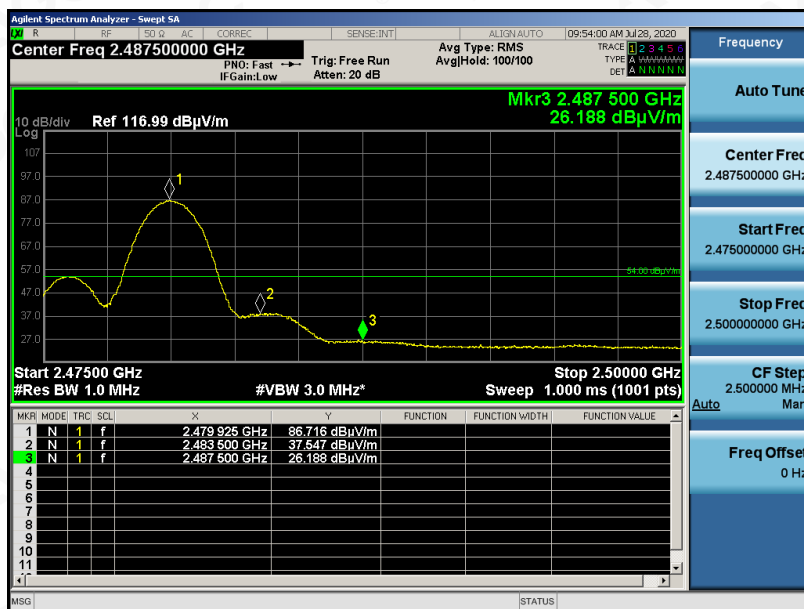 Agilent Spectrum Analyzer - Swept SA
LXI R RF 50 Ω AC CORREC SENSE:INT ALIGN AUTO 09:54:00 AM Jul 28, 2020
Center Freq 2.487500000 GHz
PNO: Fast
IFGain:Low
Trig: Free Run
Atten: 20 dB
Avg Type: RMS
Avg|Hold: 100/100
TRACE 1 2 3 4 5 6
TYPE A WWWWW
DET A N N N N N
Mkr3 2.487 500 GHz
26.188 dBµV/m
10 dB/div Ref 116.99 dBµV/m
Log
107
97.0
87.0
77.0
67.0
57.0
47.0
37.0
27.0
1
2
3
54.00 dBµV/m
Start 2.47500 GHz Stop 2.50000 GHz
#Res BW 1.0 MHz #VBW 3.0 MHz* Sweep 1.000 ms (1001 pts)
MKR MODE TRC SCL X Y FUNCTION FUNCTION WIDTH FUNCTION VALUE
1 N 1 f 2.479 925 GHz 86.716 dBµV/m
2 N 1 f 2.483 500 GHz 37.547 dBµV/m
3 N 1 f 2.487 500 GHz 26.188 dBµV/m
4
5
6
7
8
9
10
11
MSG STATUS
Frequency
Auto Tune
Center Freq
2.487500000 GHz
Start Freq
2.475000000 GHz
Stop Freq
2.500000000 GHz
CF Step
2.500000 MHz
Auto Man
Freq Offset
0 Hz